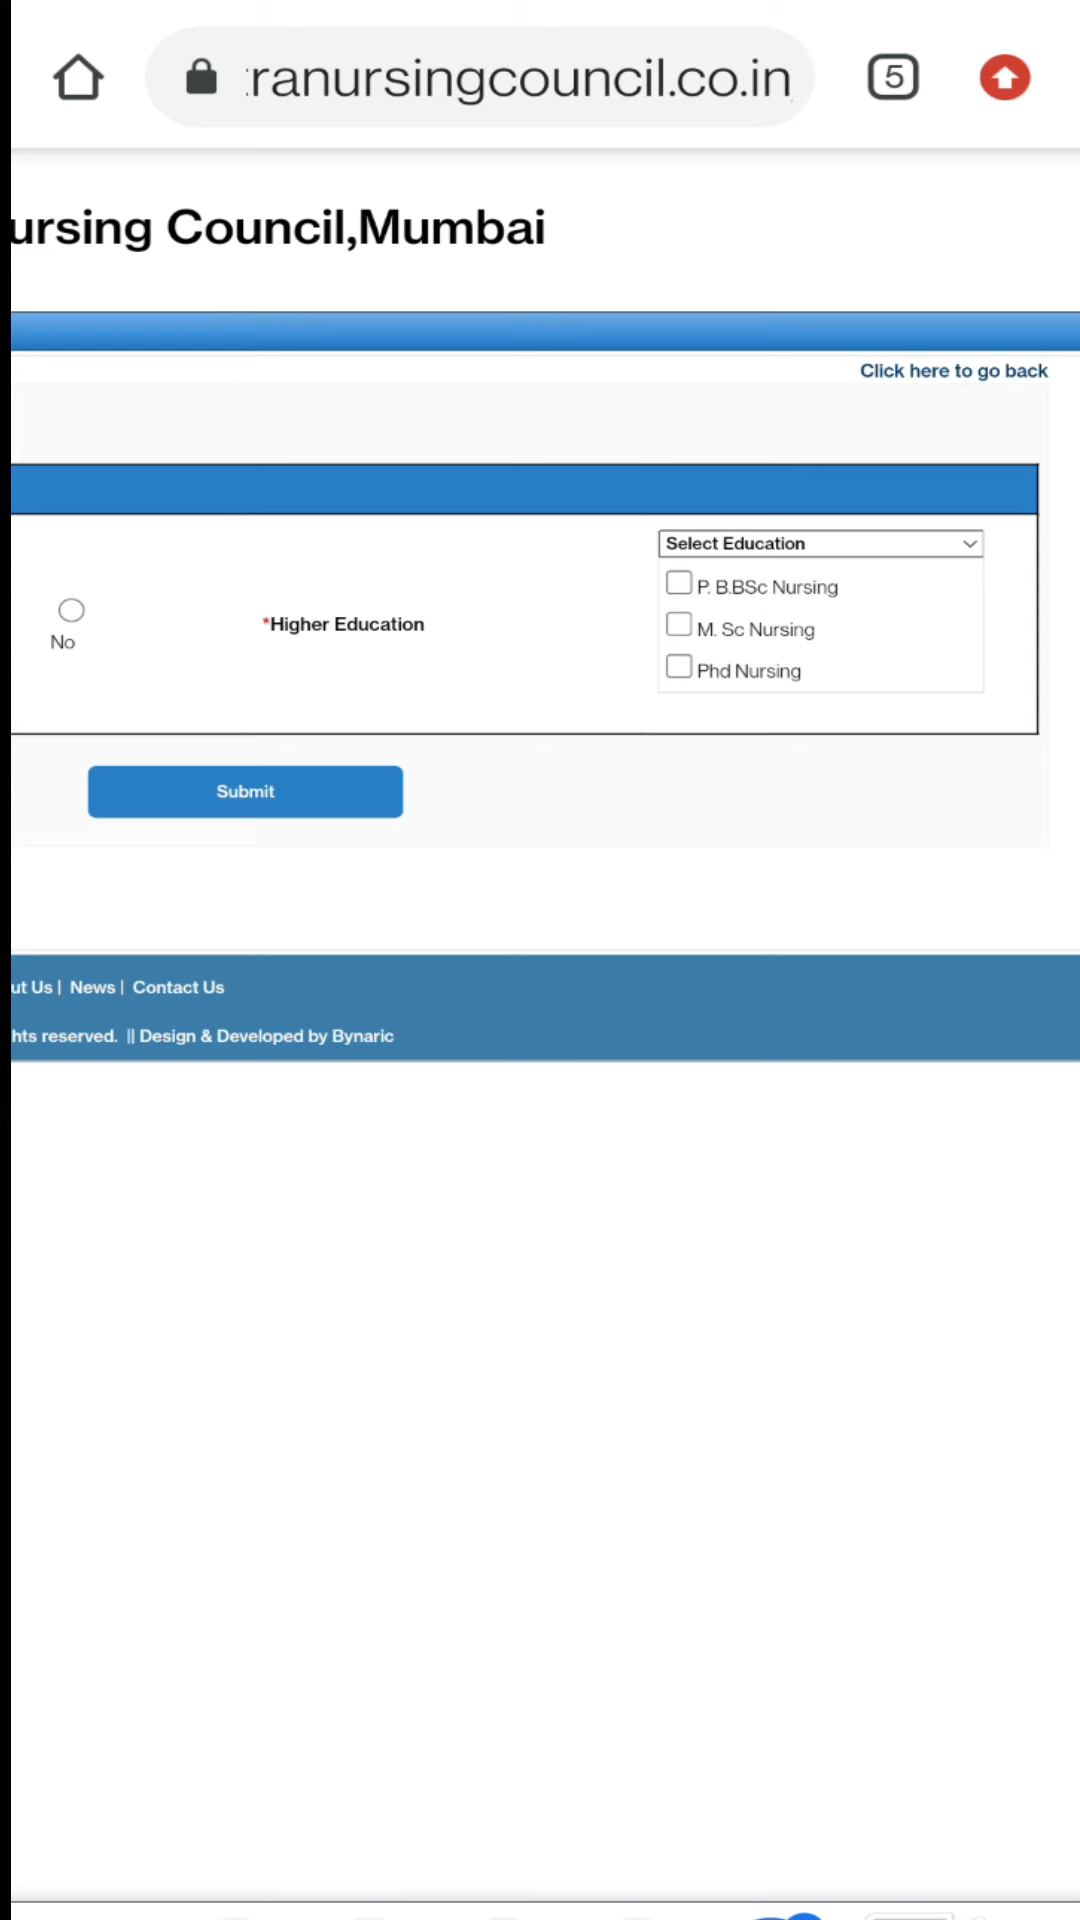 :ranursingcouncil.co.in
5
ursing Council,Mumbai
Click here to go back
Select Education
P. B.BSc Nursing
No
*Higher Education
M. Sc Nursing
Phd Nursing
Submit
ut Us | News | Contact Us
hts reserved. || Design & Developed by Bynaric